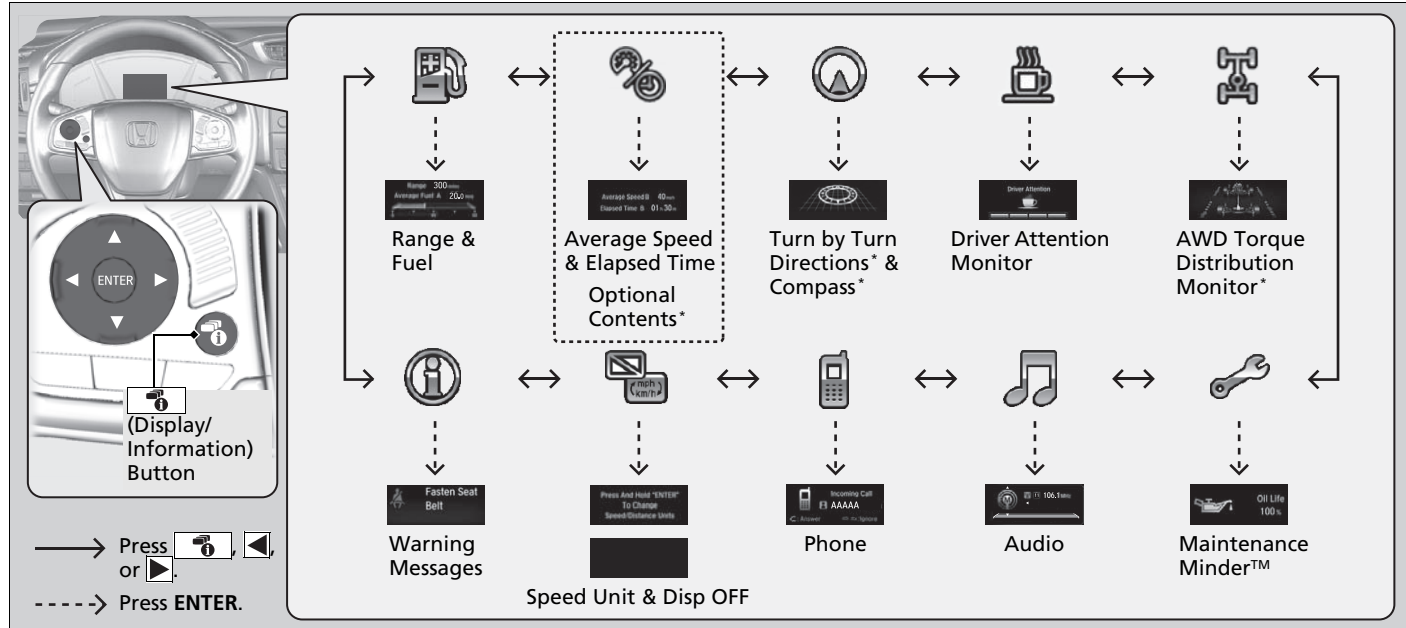 Range 300 miles
Average Fuel A 20.0 MPG
Average Speed B 40 mph
Elapsed Time B 01h30m
Driver Attention
Range &
Fuel
Average Speed
& Elapsed Time
Optional
Contents*
Turn by Turn
Directions* &
Compass*
Driver Attention
Monitor
AWD Torque
Distribution
Monitor*
ENTER
i
i
(Display/
Information)
Button
mph
km/h
Fasten Seat
Belt
Press And Hold "ENTER"
To Change
Speed/Distance Units
Incoming Call
AAAAA
Answer
Ignore
106.1 MHz
Oil Life
100%
Warning
Messages
Speed Unit & Disp OFF
Phone
Audio
Maintenance
Minder™
Press i, ◀,
or ▶.
Press ENTER.